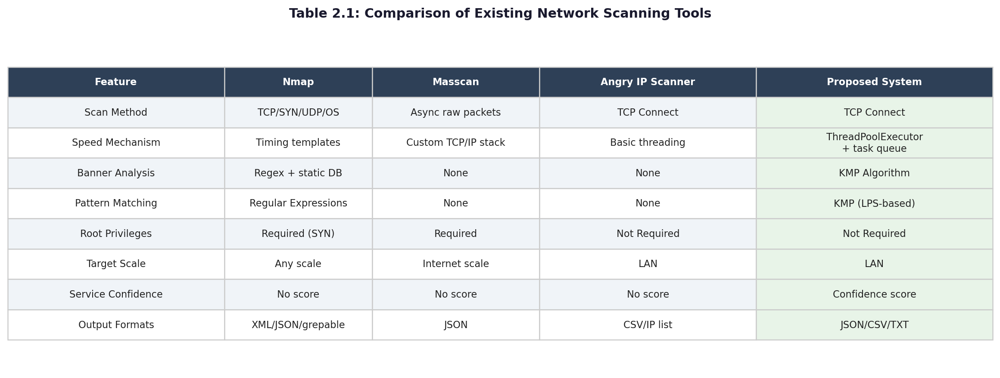 Table 2.1: Comparison of Existing Network Scanning Tools
Feature Nmap Masscan Angry IP Scanner Proposed System
Scan Method TCP/SYN/UDP/OS Async raw packets TCP Connect TCP Connect
Speed Mechanism Timing templates Custom TCP/IP stack Basic threading ThreadPoolExecutor
+ task queue
Banner Analysis Regex + static DB None None KMP Algorithm
Pattern Matching Regular Expressions None None KMP (LPS-based)
Root Privileges Required (SYN) Required Not Required Not Required
Target Scale Any scale Internet scale LAN LAN
Service Confidence No score No score No score Confidence score
Output Formats XML/JSON/grepable JSON CSV/IP list JSON/CSV/TXT